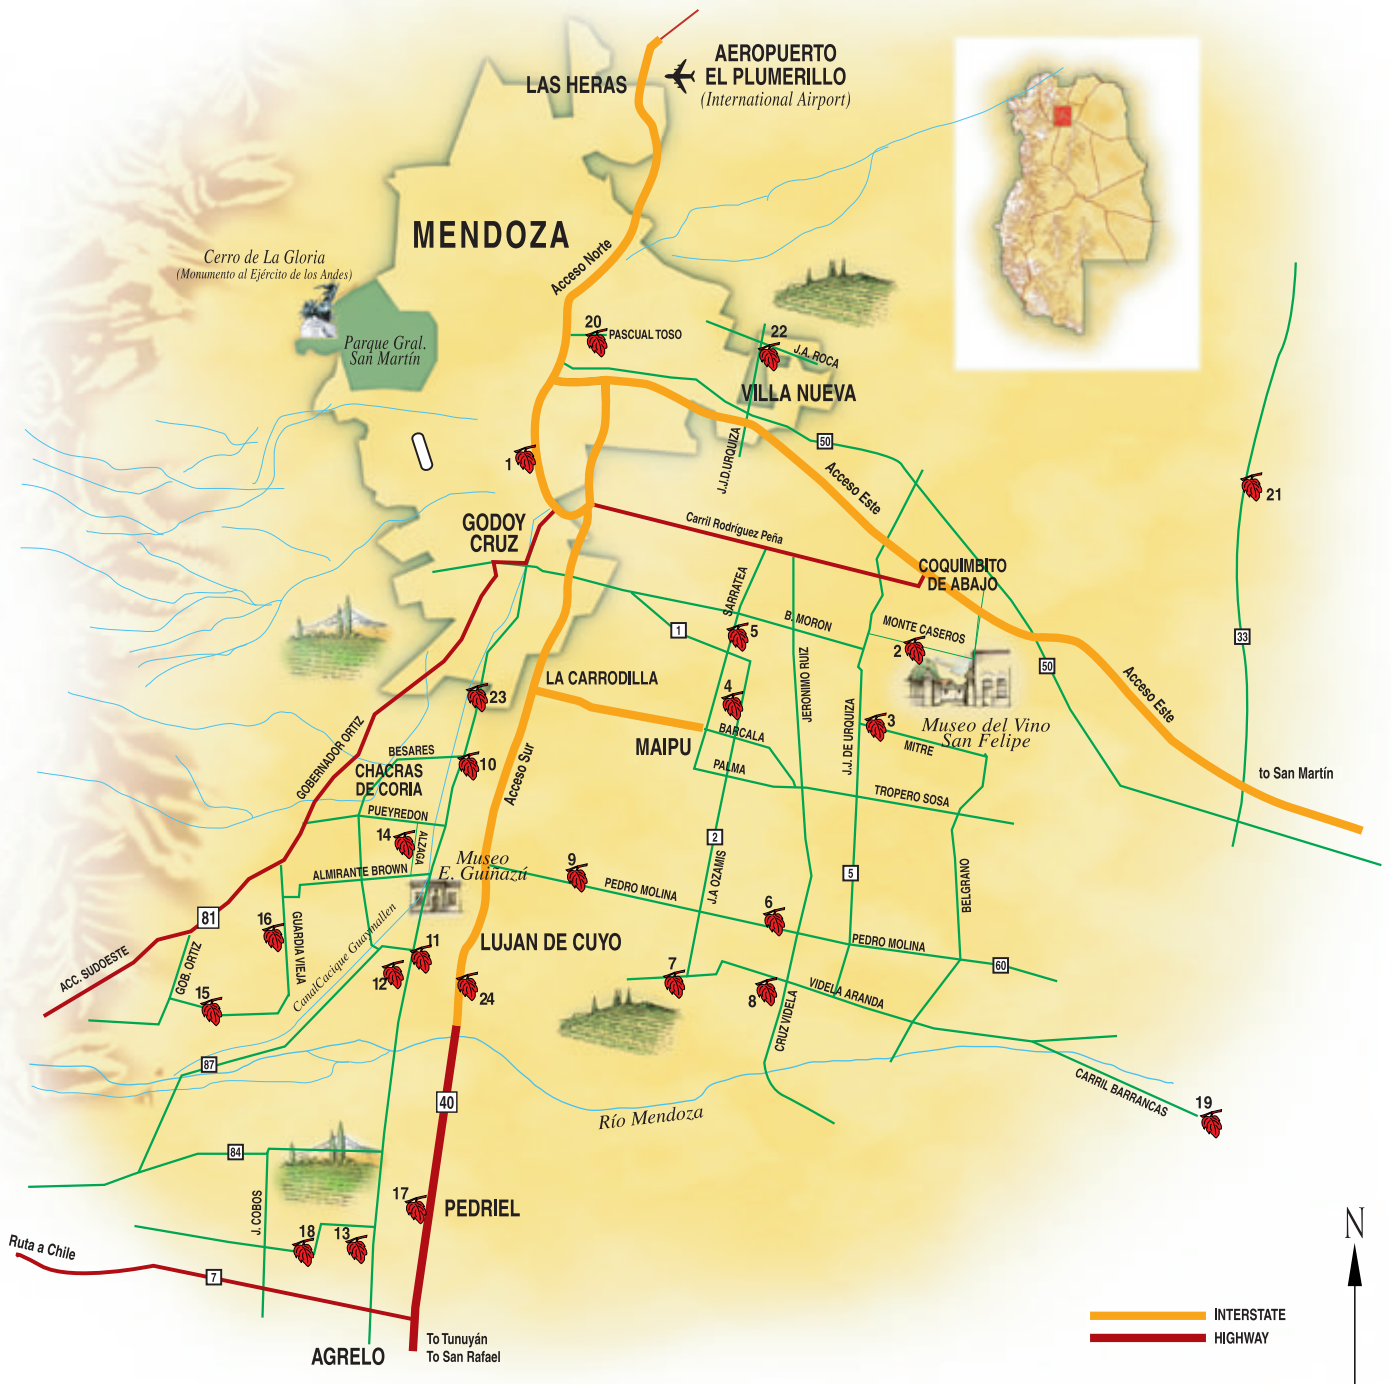 AEROPUERTO
EL PLUMERILLO
(International Airport)
LAS HERAS
MENDOZA
Acceso Norte
Cerro de La Gloria
(Monumento al Ejército de los Andes)
Parque Gral.
San Martín
20
PASCUAL TOSO
22
J.A. ROCA
VILLA NUEVA
J.J.D.URQUIZA
50
Acceso Este
1
21
GODOY
CRUZ
Carril Rodríguez Peña
COQUIMBITO
DE ABAJO
SARRATEA
1
5
B. MORON
MONTE CASEROS
2
33
50
JERONIMO RUIZ
LA CARRODILLA
23
4
3
J.J. DE URQUIZA
Museo del Vino
San Felipe
Acceso Este
MITRE
BARCALA
MAIPU
PALMA
GOBERNADOR ORTIZ
BESARES
10
CHACRAS
DE CORIA
Acceso Sur
to San Martín
TROPERO SOSA
PUEYREDON
14
ALZAGA
2
Museo
E. Guiñazú
ALMIRANTE BROWN
9
PEDRO MOLINA
J.A OZAMIS
5
BELGRANO
6
81
16
GUARDIA VIEJA
Canal Cacique Guaymallen
11
12
LUJAN DE CUYO
PEDRO MOLINA
60
ACC. SUDOESTE
GOB. ORTIZ
15
24
7
8
VIDELA ARANDA
CRUZ VIDELA
87
CARRIL BARRANCAS
19
40
Río Mendoza
84
J. COBOS
17
PEDRIEL
18
13
Ruta a Chile
7
N
INTERSTATE
HIGHWAY
AGRELO
To Tunuyán
To San Rafael